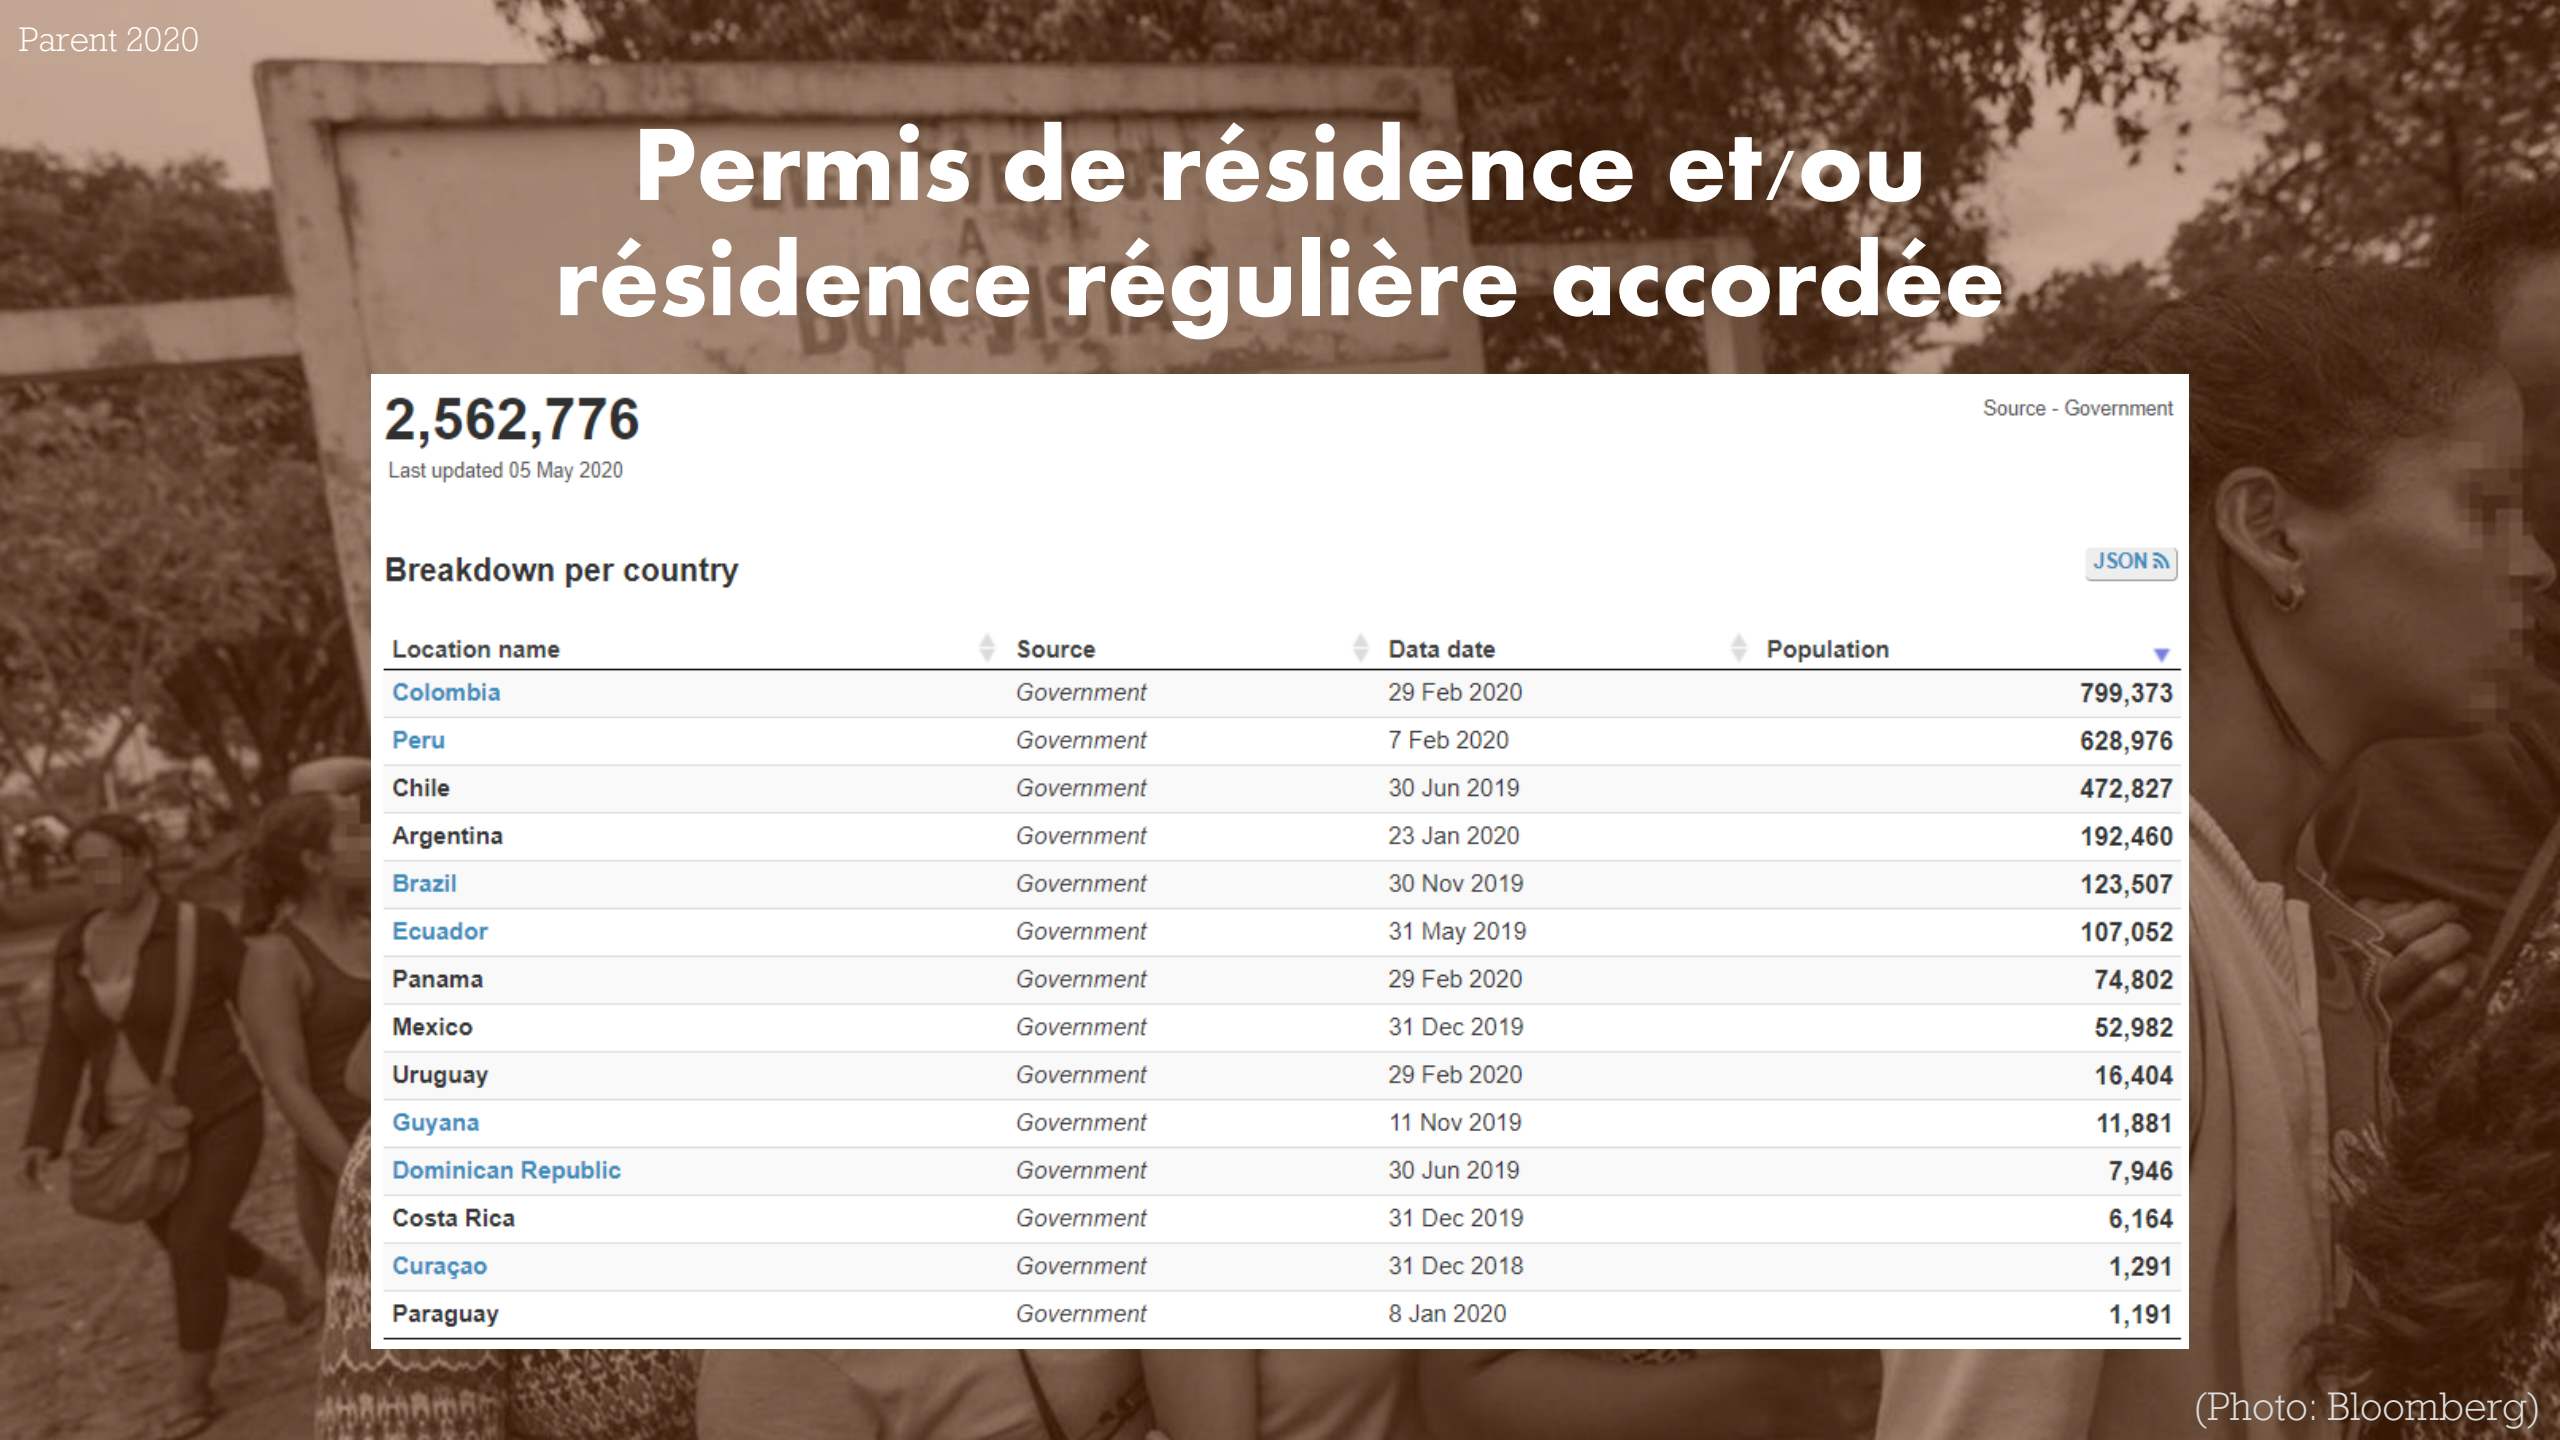 Parent 2020
Permis de résidence et/ou
résidence régulière accordée
2,562,776
Source - Government
Last updated 05 May 2020
Breakdown per country
JSON
Location name Source Data date Population
Colombia Government 29 Feb 2020 799,373
Peru Government 7 Feb 2020 628,976
Chile Government 30 Jun 2019 472,827
Argentina Government 23 Jan 2020 192,460
Brazil Government 30 Nov 2019 123,507
Ecuador Government 31 May 2019 107,052
Panama Government 29 Feb 2020 74,802
Mexico Government 31 Dec 2019 52,982
Uruguay Government 29 Feb 2020 16,404
Guyana Government 11 Nov 2019 11,881
Dominican Republic Government 30 Jun 2019 7,946
Costa Rica Government 31 Dec 2019 6,164
Curaçao Government 31 Dec 2018 1,291
Paraguay Government 8 Jan 2020 1,191
(Photo: Bloomberg)